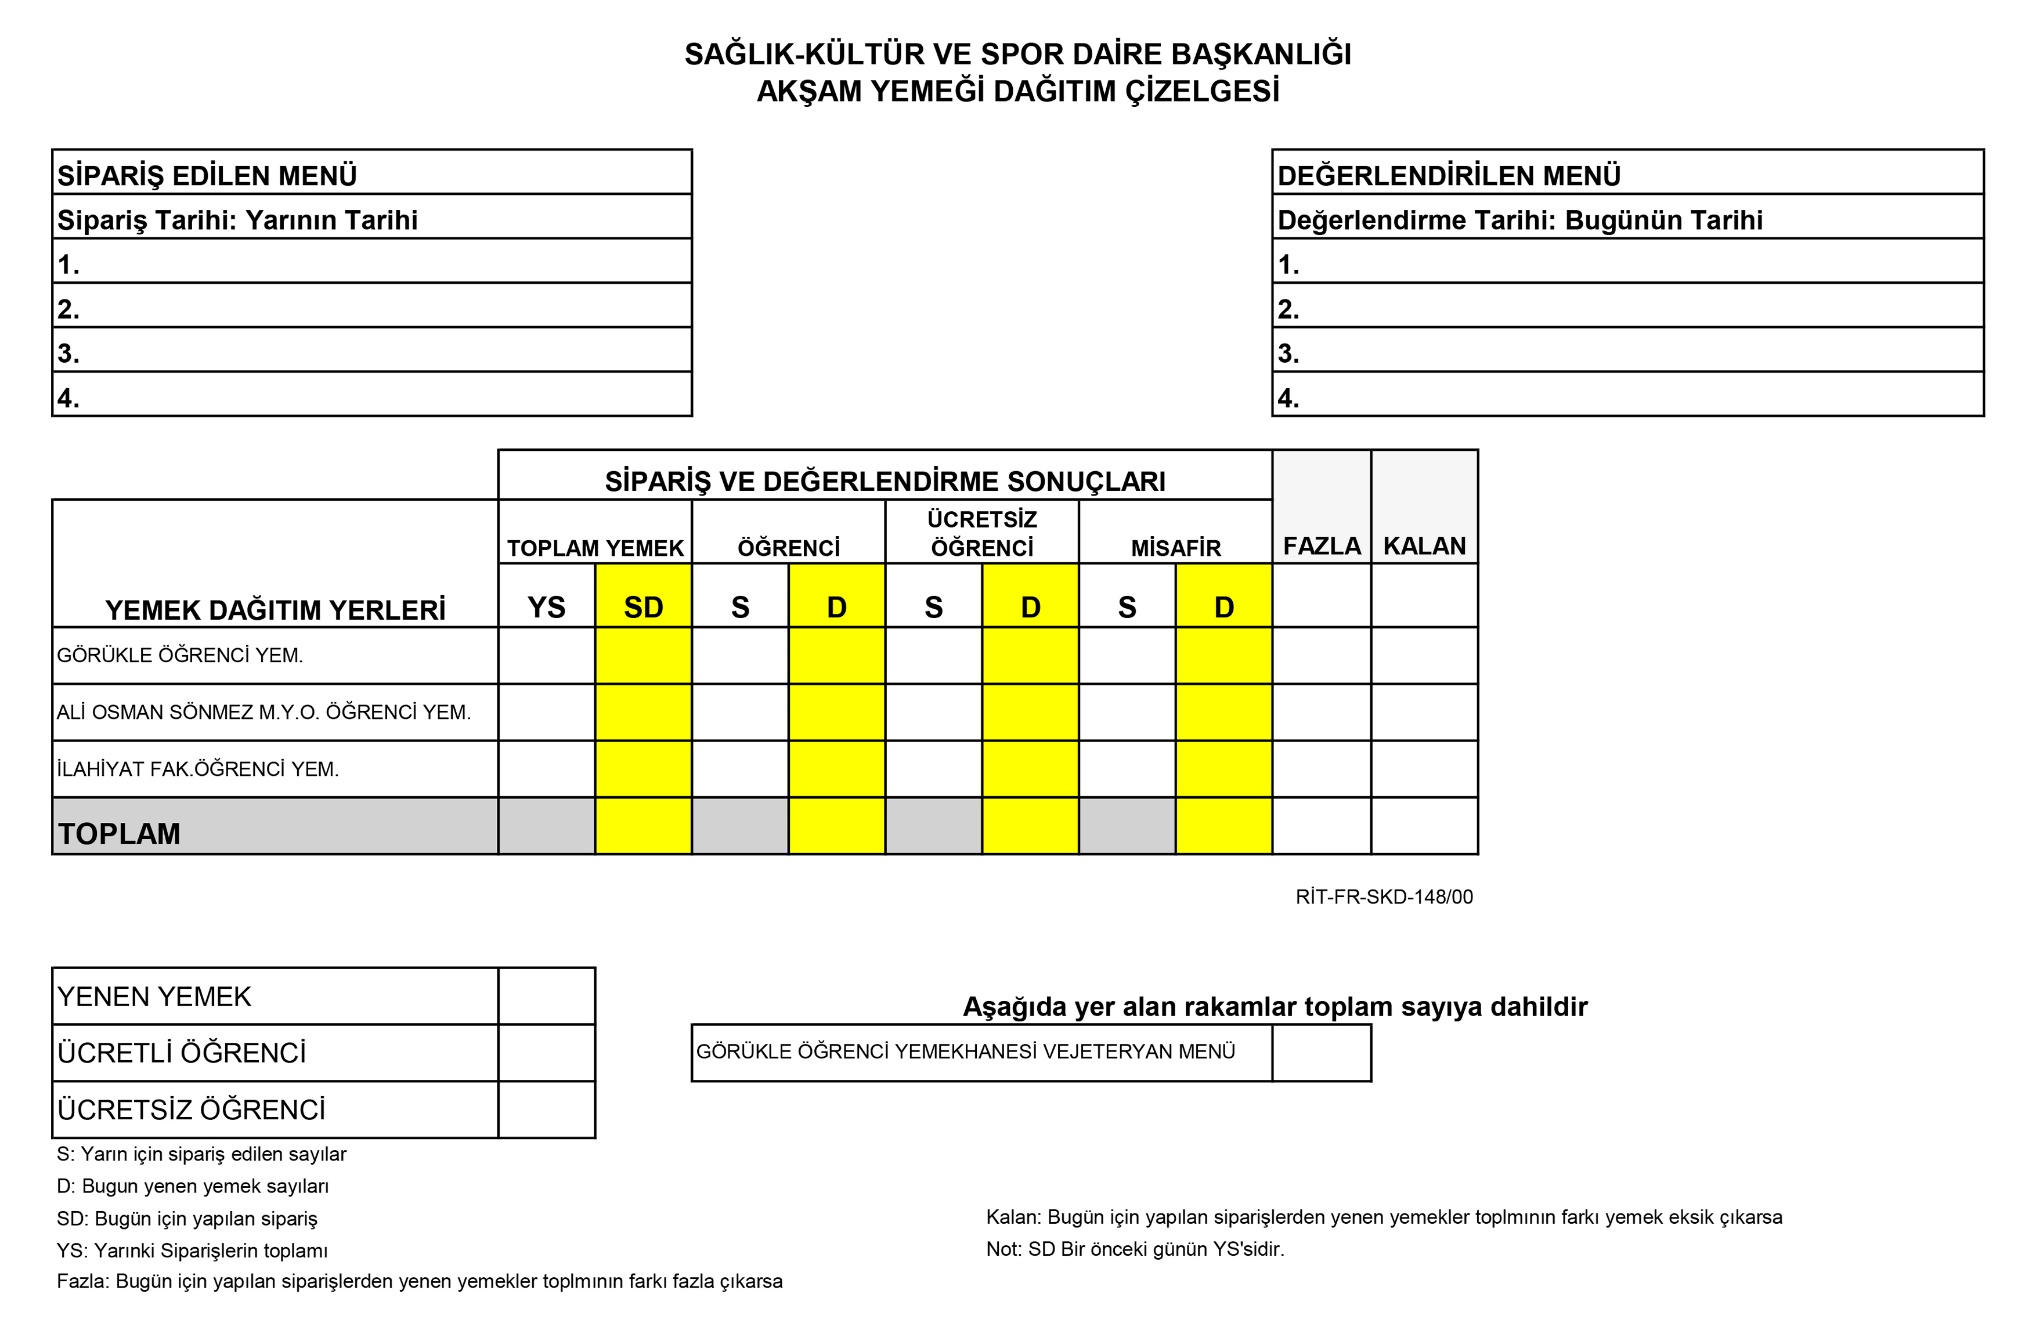 SAĞLIK-KÜLTÜR VE SPOR DAİRE BAŞKANLIĞI
AKŞAM YEMEĞİ DAĞITIM ÇİZELGESİ
SİPARİŞ EDİLEN MENÜ
Sipariş Tarihi: Yarının Tarihi
1.
2.
3.
4.
DEĞERLENDİRİLEN MENÜ
Değerlendirme Tarihi: Bugünün Tarihi
1.
2.
3.
4.
SİPARİŞ VE DEĞERLENDİRME SONUÇLARI
FAZLA KALAN
TOPLAM YEMEK ÖĞRENCİ ÜCRETSİZ
ÖĞRENCİ MİSAFİR
YEMEK DAĞITIM YERLERİ YS SD S D S D S D
GÖRÜKLE ÖĞRENCİ YEM.
ALİ OSMAN SÖNMEZ M.Y.O. ÖĞRENCİ YEM.
İLAHİYAT FAK.ÖĞRENCİ YEM.
TOPLAM
RİT-FR-SKD-148/00
YENEN YEMEK
ÜCRETLİ ÖĞRENCİ
ÜCRETSİZ ÖĞRENCİ
Aşağıda yer alan rakamlar toplam sayıya dahildir
GÖRÜKLE ÖĞRENCİ YEMEKHANESİ VEJETERYAN MENÜ
S: Yarın için sipariş edilen sayılar
D: Bugun yenen yemek sayıları
SD: Bugün için yapılan sipariş
YS: Yarınki Siparişlerin toplamı
Fazla: Bugün için yapılan siparişlerden yenen yemekler toplmının farkı fazla çıkarsa
Kalan: Bugün için yapılan siparişlerden yenen yemekler toplmının farkı yemek eksik çıkarsa
Not: SD Bir önceki günün YS'sidir.